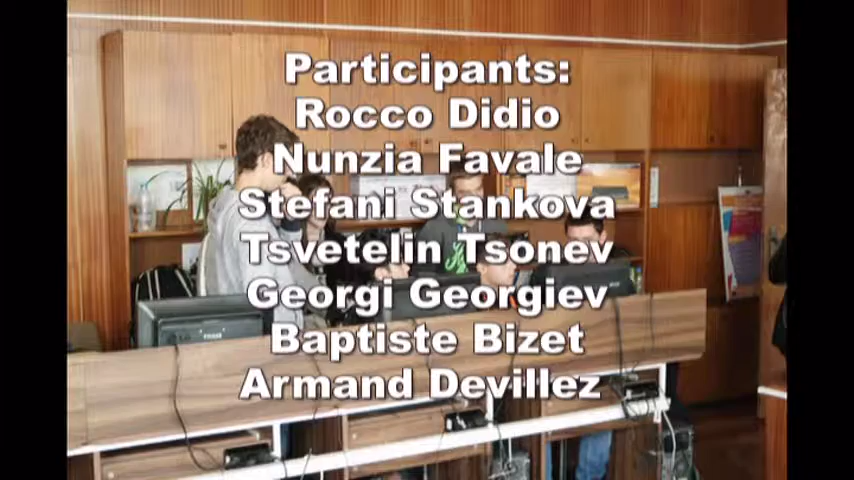 Participants:
Rocco Didio
Nunzia Favale
Stefani Stankova
Tsvetelin Tsonev
Georgi Georgiev
Baptiste Bizet
Armand Devillez